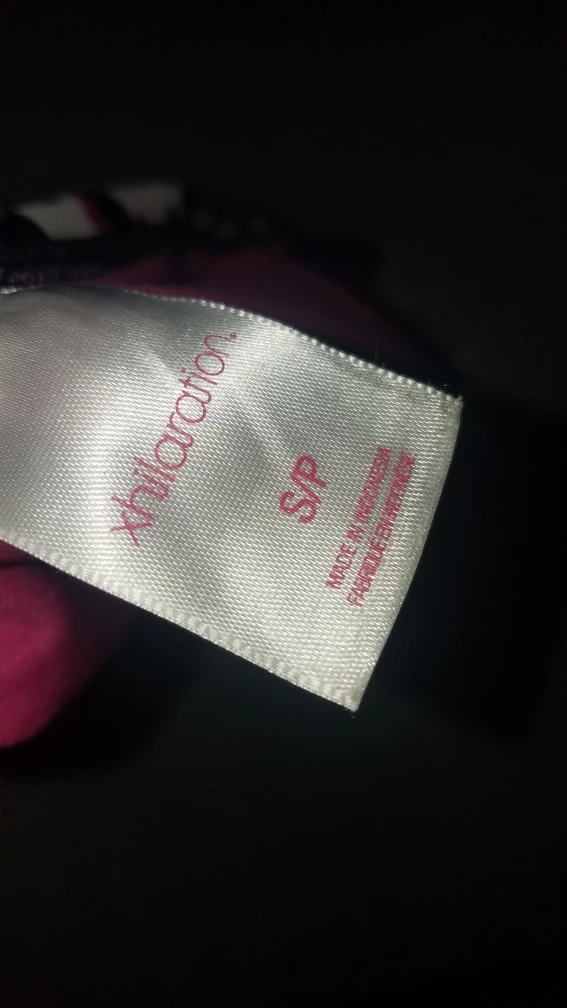 xhilaration.
S/P
MADE IN INDONESIA
FABRIQUÉ EN INDONÉSIE